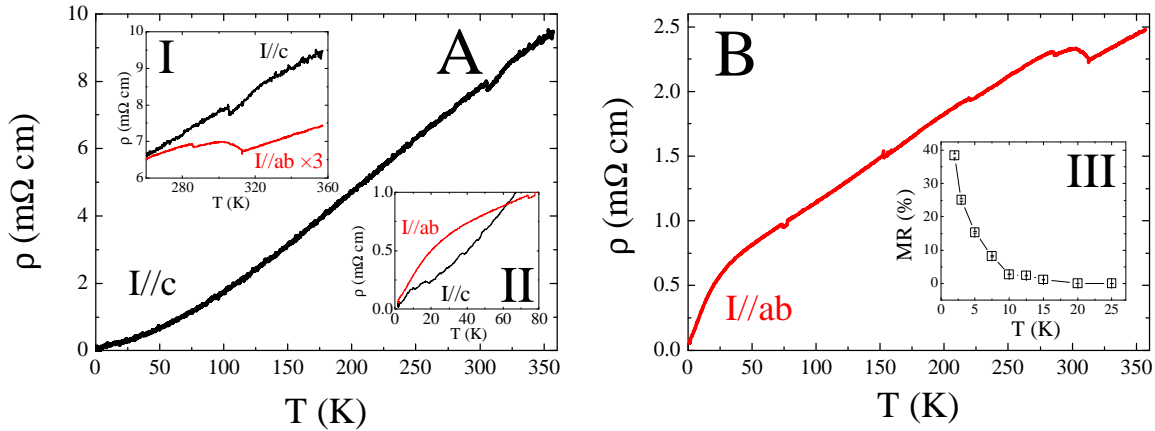 A
I
I//c
I//ab ×3
ρ (mΩ cm)
10
9
8
7
6
280
320
360
T (K)
II
I//ab
I//c
ρ (mΩ cm)
1.0
0.5
0.0
0
20
40
60
80
T (K)
I//c
ρ (mΩ cm)
10
8
6
4
2
0
0
50
100
150
200
250
300
350
T (K)
B
III
MR (%)
40
30
20
10
0
0
5
10
15
20
25
T (K)
I//ab
ρ (mΩ cm)
2.5
2.0
1.5
1.0
0.5
0.0
0
50
100
150
200
250
300
350
T (K)